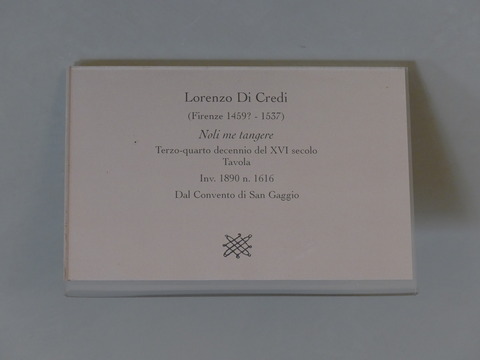 Lorenzo Di Credi
(Firenze 1459? - 1537)
Noli me tangere
Terzo-quarto decennio del XVI secolo
Tavola
Inv. 1890 n. 1616
Dal Convento di San Gaggio